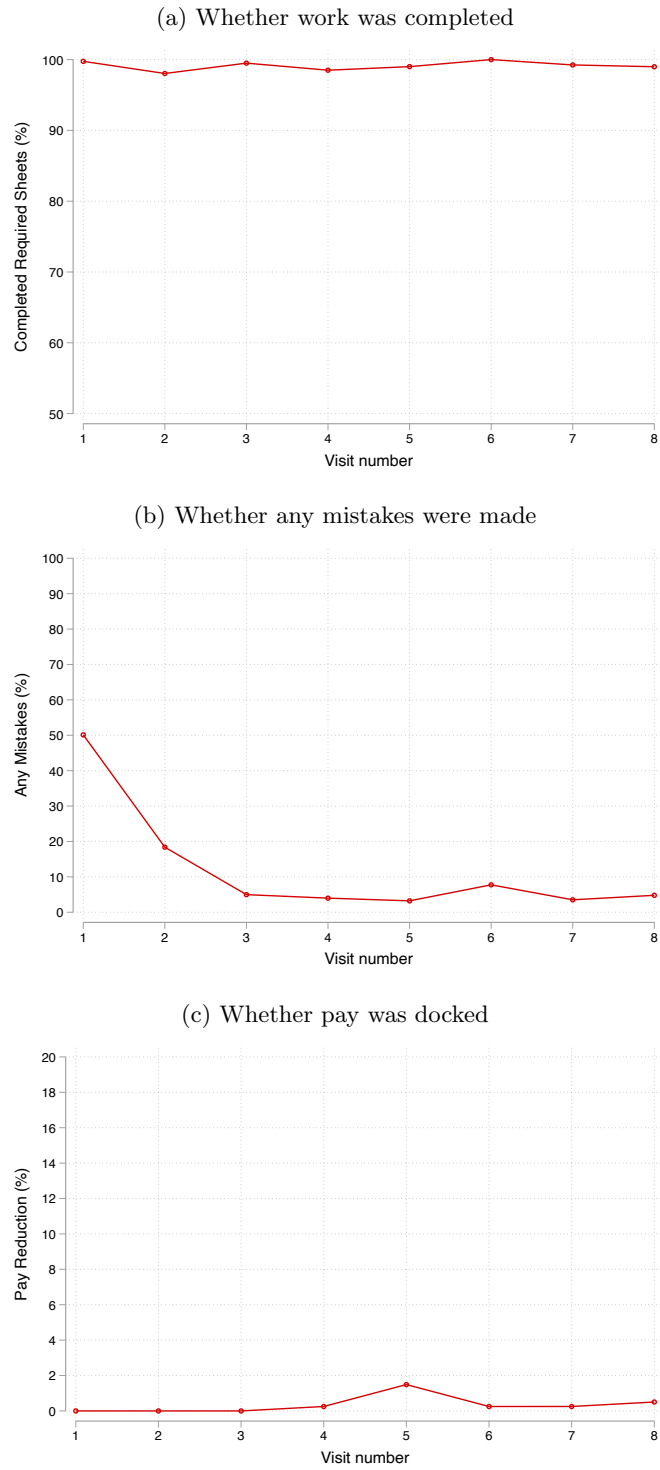 (a) Whether work was completed
100
90
80
70
60
50
Completed Required Sheets (%)
1 2 3 4 5 6 7 8
Visit number
(b) Whether any mistakes were made
100
90
80
70
60
50
40
30
20
10
0
Any Mistakes (%)
1 2 3 4 5 6 7 8
Visit number
(c) Whether pay was docked
20
18
16
14
12
10
8
6
4
2
0
Pay Reduction (%)
1 2 3 4 5 6 7 8
Visit number